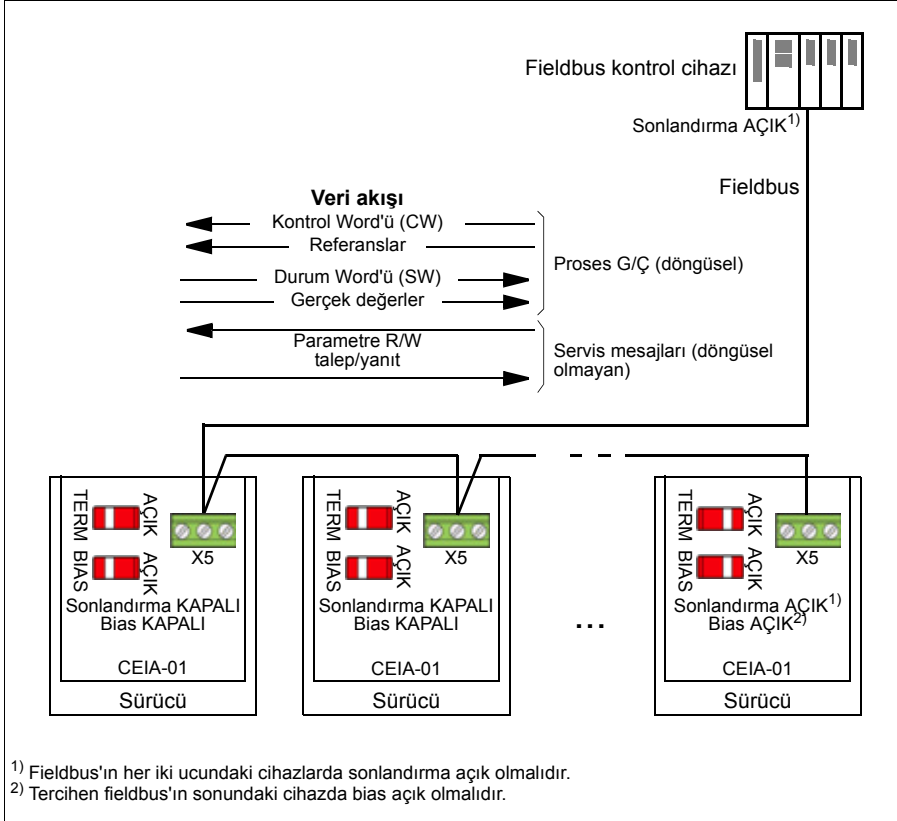 Fieldbus kontrol cihazı
Sonlandırma AÇIK1)
Fieldbus
Veri akışı
Kontrol Word'ü (CW)
Referanslar
Durum Word'ü (SW)
Gerçek değerler
Proses G/Ç (döngüsel)
Parametre R/W
talep/yanıt
Servis mesajları (döngüsel
olmayan)
TERM
AÇIK
BIAS
AÇIK
X5
Sonlandırma KAPALI
Bias KAPALI
CEIA-01
Sürücü
TERM
AÇIK
BIAS
AÇIK
X5
Sonlandırma KAPALI
Bias KAPALI
CEIA-01
Sürücü
...
TERM
AÇIK
BIAS
AÇIK
X5
Sonlandırma AÇIK1)
Bias AÇIK2)
CEIA-01
Sürücü
1) Fieldbus'ın her iki ucundaki cihazlarda sonlandırma açık olmalıdır.
2) Tercihen fieldbus'ın sonundaki cihazda bias açık olmalıdır.